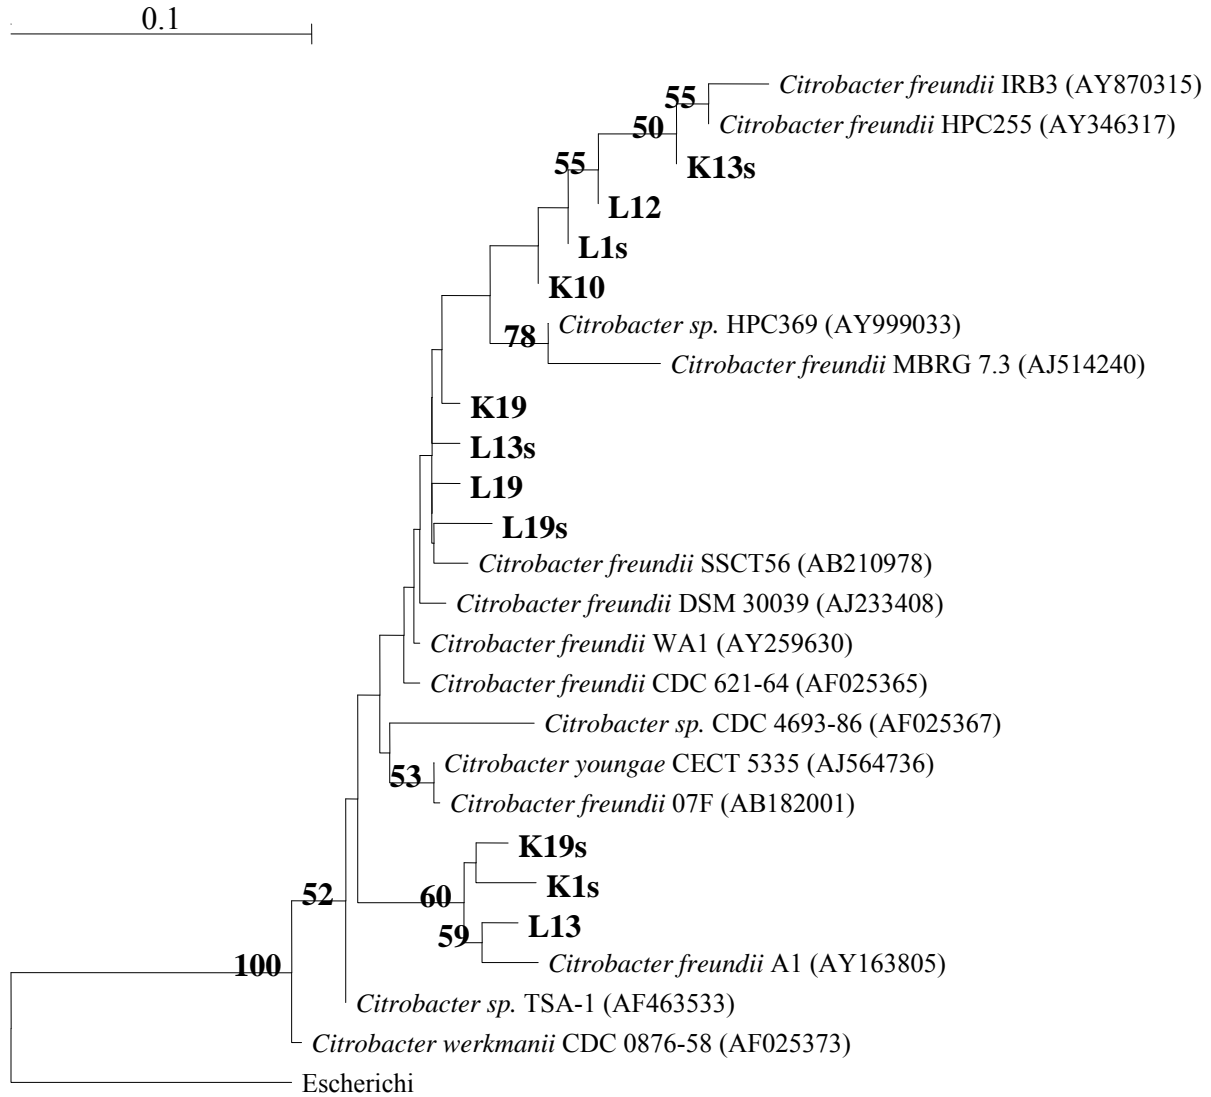 0.1
Citrobacter freundii IRB3 (AY870315)
55
Citrobacter freundii HPC255 (AY346317)
50
K13s
55
L12
L1s
K10
Citrobacter sp. HPC369 (AY999033)
78
Citrobacter freundii MBRG 7.3 (AJ514240)
K19
L13s
L19
L19s
Citrobacter freundii SSCT56 (AB210978)
Citrobacter freundii DSM 30039 (AJ233408)
Citrobacter freundii WA1 (AY259630)
Citrobacter freundii CDC 621-64 (AF025365)
Citrobacter sp. CDC 4693-86 (AF025367)
Citrobacter youngae CECT 5335 (AJ564736)
53
Citrobacter freundii 07F (AB182001)
K19s
K1s
52
60
L13
59
Citrobacter freundii A1 (AY163805)
100
Citrobacter sp. TSA-1 (AF463533)
Citrobacter werkmanii CDC 0876-58 (AF025373)
Escherichi